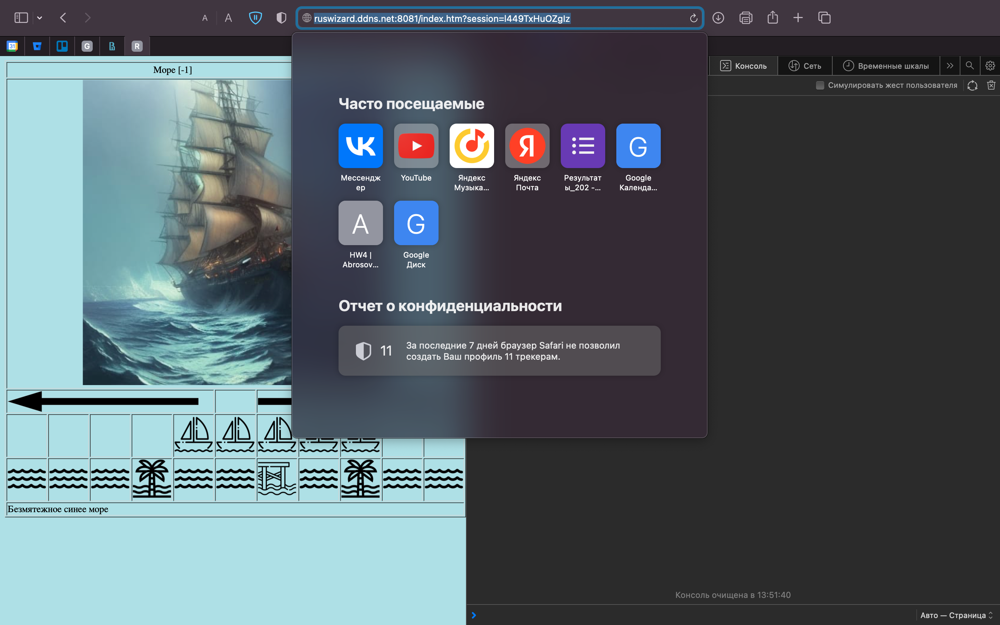 A A
ruswizard.ddns.net:8081/index.htm?session=l449TxHuOZglz
31 G R
Море [-1]
Консоль Сеть Временные шкалы
Симулировать жест пользователя
Часто посещаемые
Мессендж
ер
YouTube
Яндекс
Музыка...
Яндекс
Почта
Результат
ы_202 -...
G
Google
Календа...
A
HW4 |
Abrosov...
G
Google
Диск
Отчет о конфиденциальности
11
За последние 7 дней браузер Safari не позволил
создать Ваш профиль 11 трекерам.
Безмятежное синее море
Консоль очищена в 13:51:40
Авто — Страница